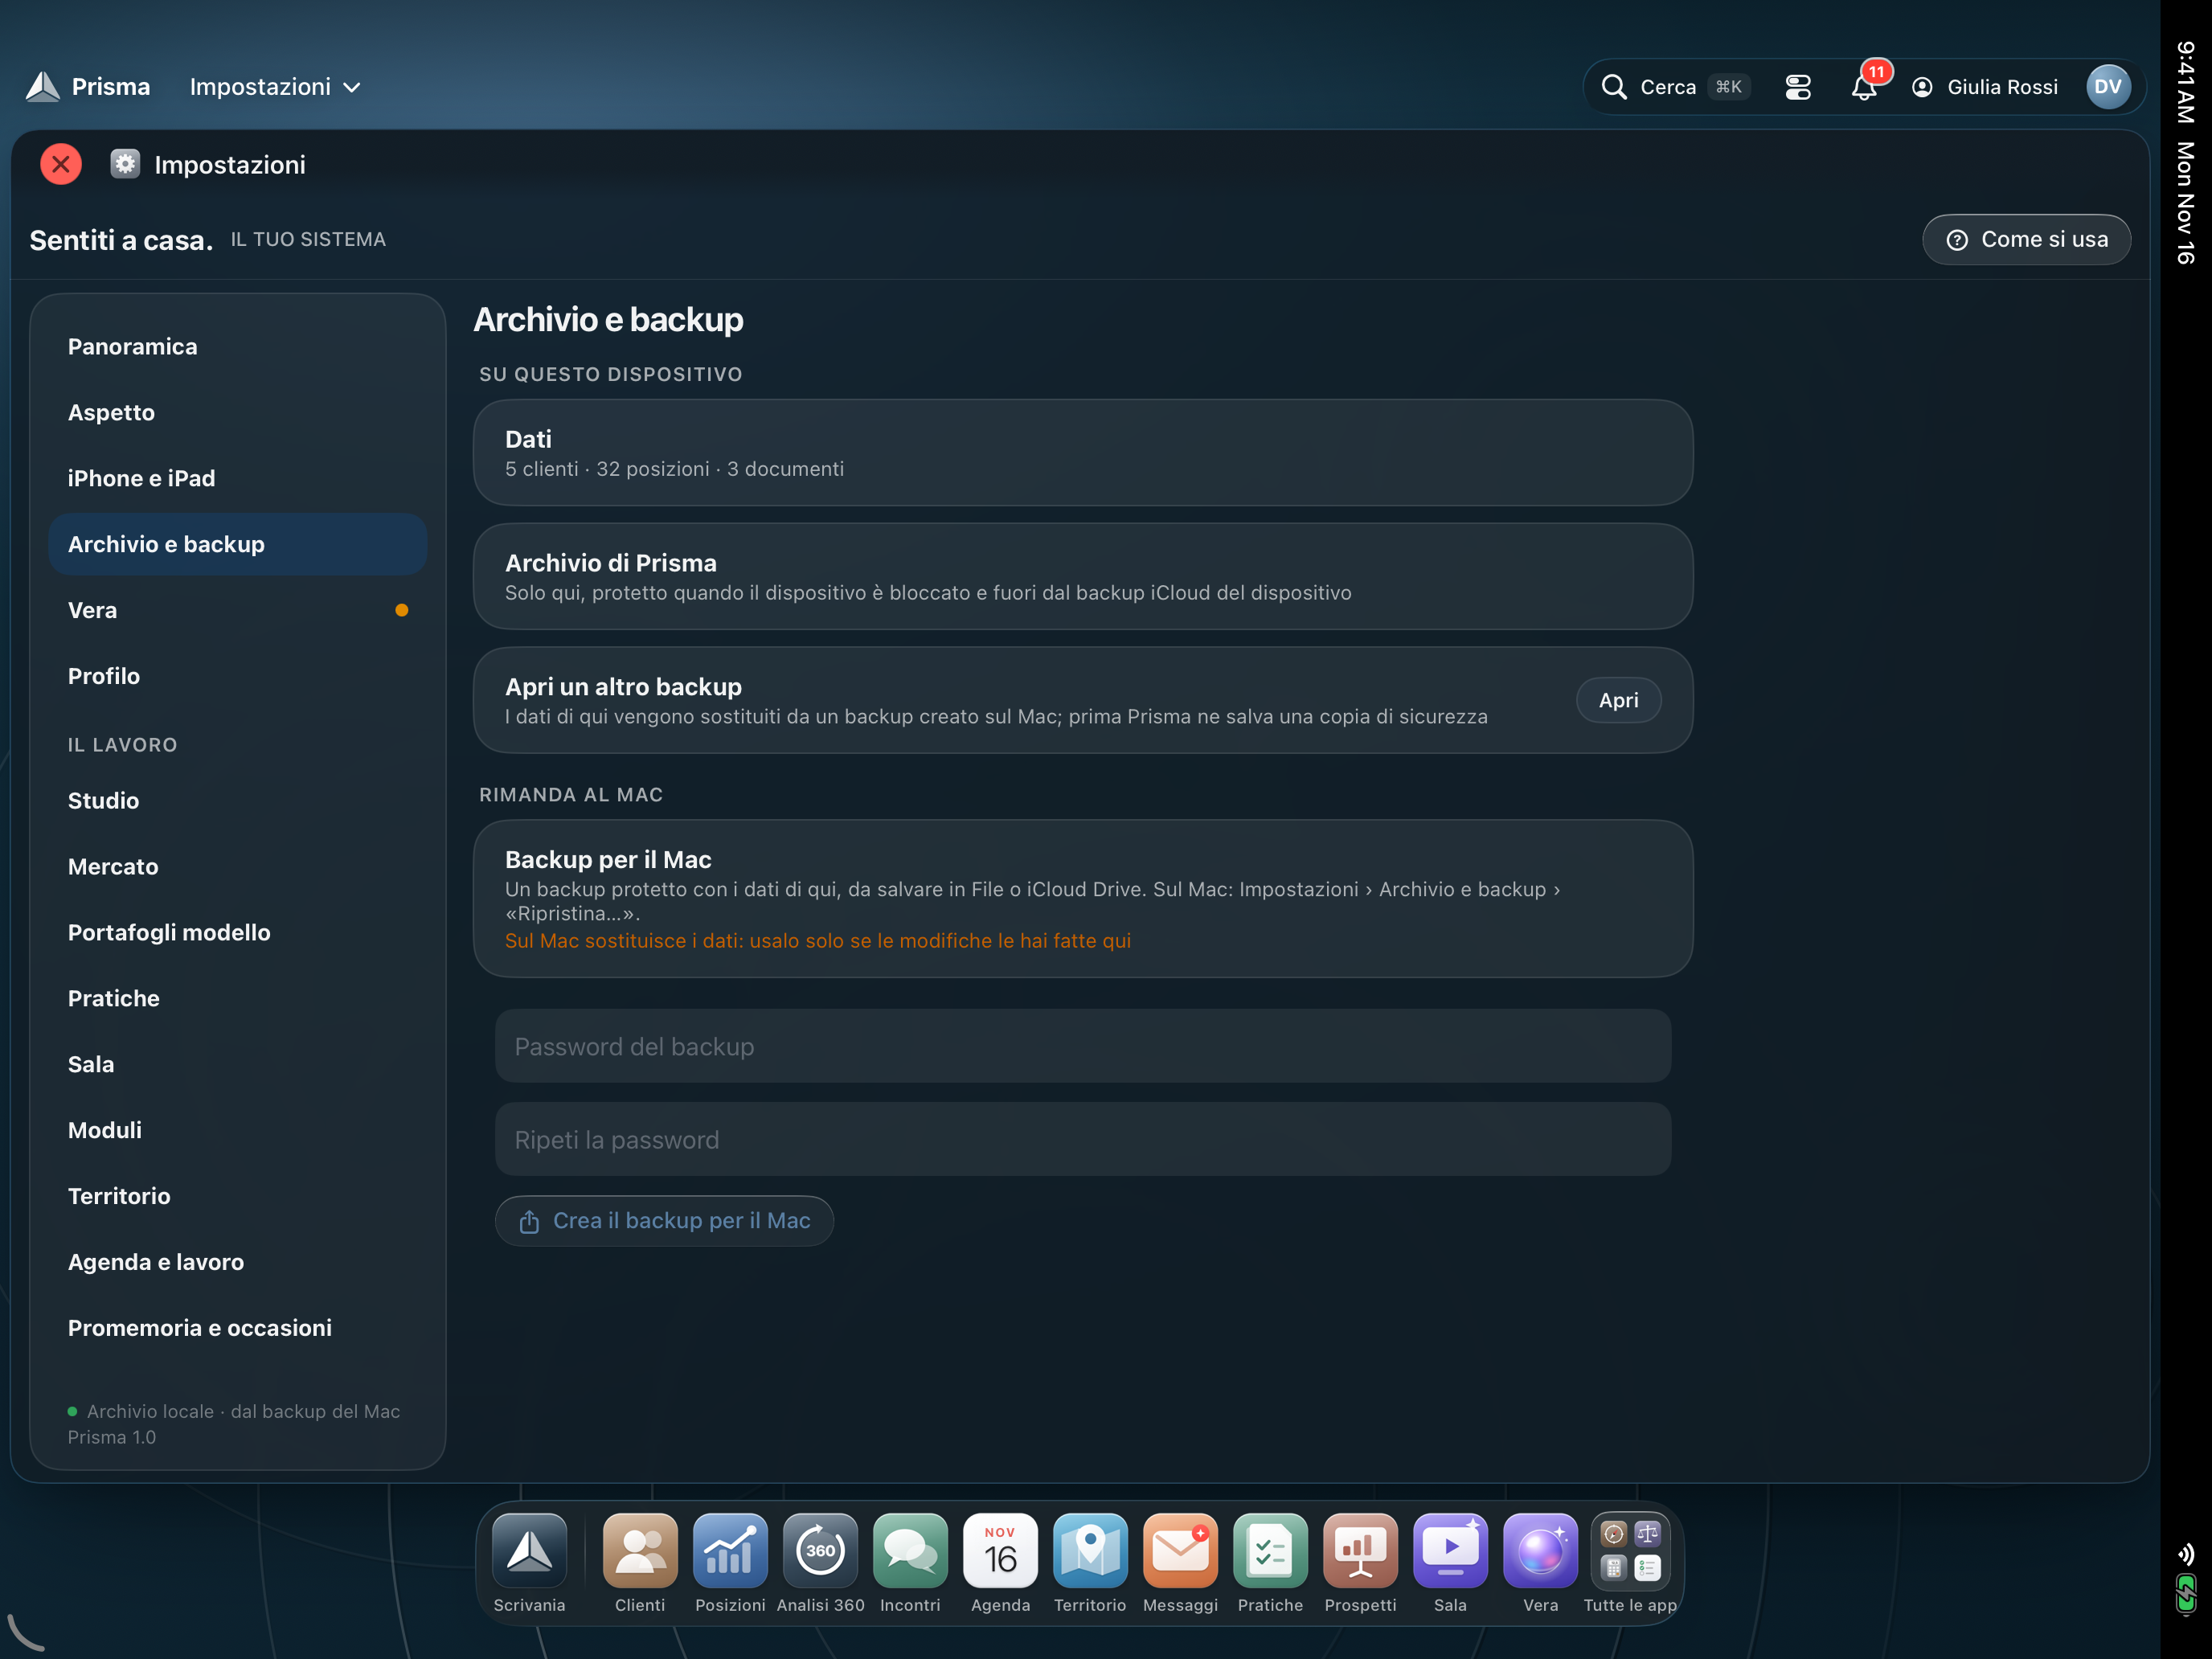 Prisma
Impostazioni
Cerca ⌘K
11
Giulia Rossi
DV
9:41 AM Mon Nov 16
Impostazioni
Sentiti a casa. IL TUO SISTEMA
Come si usa
Panoramica
Aspetto
iPhone e iPad
Archivio e backup
Vera
Profilo
IL LAVORO
Studio
Mercato
Portafogli modello
Pratiche
Sala
Moduli
Territorio
Agenda e lavoro
Promemoria e occasioni
Archivio locale · dal backup del Mac
Prisma 1.0
Archivio e backup
SU QUESTO DISPOSITIVO
Dati
5 clienti · 32 posizioni · 3 documenti
Archivio di Prisma
Solo qui, protetto quando il dispositivo è bloccato e fuori dal backup iCloud del dispositivo
Apri un altro backup
I dati di qui vengono sostituiti da un backup creato sul Mac; prima Prisma ne salva una copia di sicurezza
Apri
RIMANDA AL MAC
Backup per il Mac
Un backup protetto con i dati di qui, da salvare in File o iCloud Drive. Sul Mac: Impostazioni › Archivio e backup ›
«Ripristina…».
Sul Mac sostituisce i dati: usalo solo se le modifiche le hai fatte qui
Password del backup
Ripeti la password
Crea il backup per il Mac
360
NOV
16
Scrivania
Clienti
Posizioni
Analisi 360
Incontri
Agenda
Territorio
Messaggi
Pratiche
Prospetti
Sala
Vera
Tutte le app